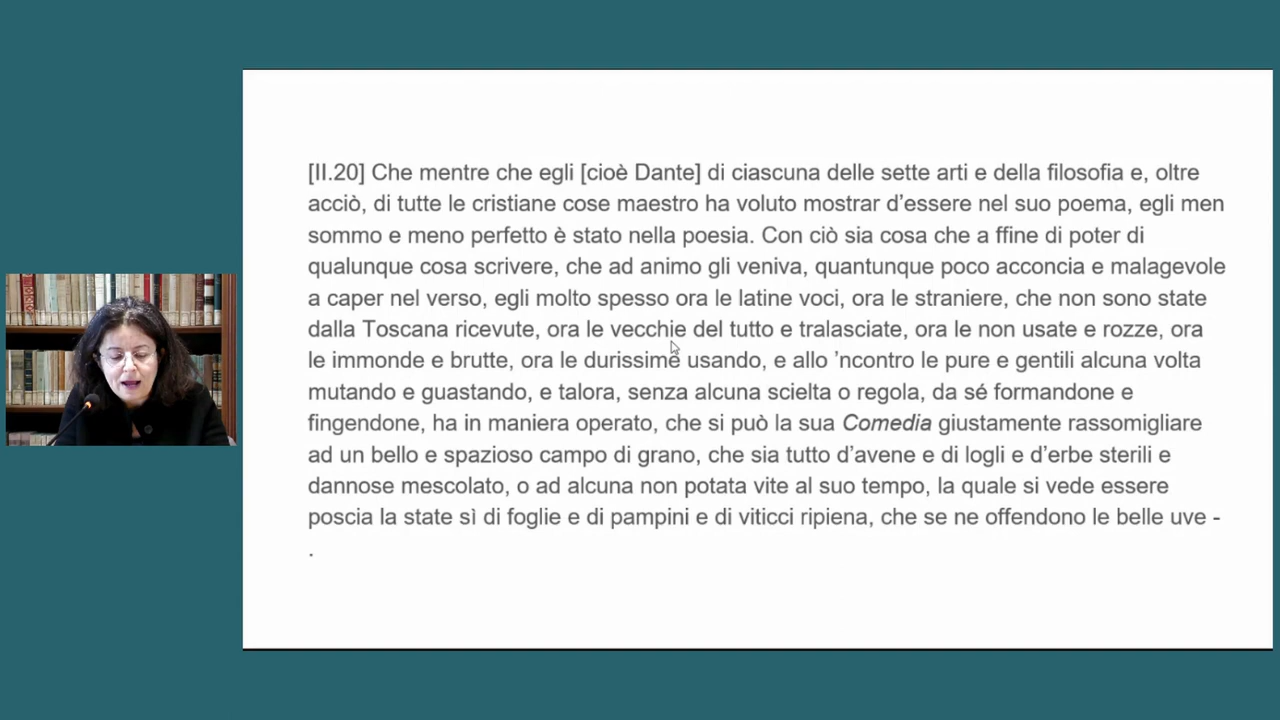 [II.20] Che mentre che egli [cioè Dante] di ciascuna delle sette arti e della filosofia e, oltre
acciò, di tutte le cristiane cose maestro ha voluto mostrar d’essere nel suo poema, egli men
sommo e meno perfetto è stato nella poesia. Con ciò sia cosa che a ffine di poter di
qualunque cosa scrivere, che ad animo gli veniva, quantunque poco acconcia e malagevole
a caper nel verso, egli molto spesso ora le latine voci, ora le straniere, che non sono state
dalla Toscana ricevute, ora le vecchie del tutto e tralasciate, ora le non usate e rozze, ora
le immonde e brutte, ora le durissime usando, e allo ’ncontro le pure e gentili alcuna volta
mutando e guastando, e talora, senza alcuna scielta o regola, da sé formandone e
fingendone, ha in maniera operato, che si può la sua Comedia giustamente rassomigliare
ad un bello e spazioso campo di grano, che sia tutto d’avene e di logli e d’erbe sterili e
dannose mescolato, o ad alcuna non potata vite al suo tempo, la quale si vede essere
poscia la state sì di foglie e di pampini e di viticci ripiena, che se ne offendono le belle uve -
.